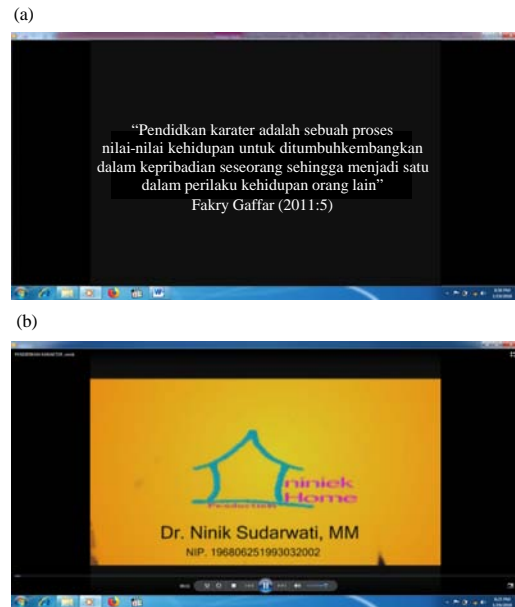 (a)
“Pendidkan karater adalah sebuah proses
nilai-nilai kehidupan untuk ditumbuhkembangkan
dalam kepribadian seseorang sehingga menjadi satu
dalam perilaku kehidupan orang lain”
Fakry Gaffar (2011:5)
(b)
niniek
Home
Production
Dr. Ninik Sudarwati, MM
NIP. 196806251993032002